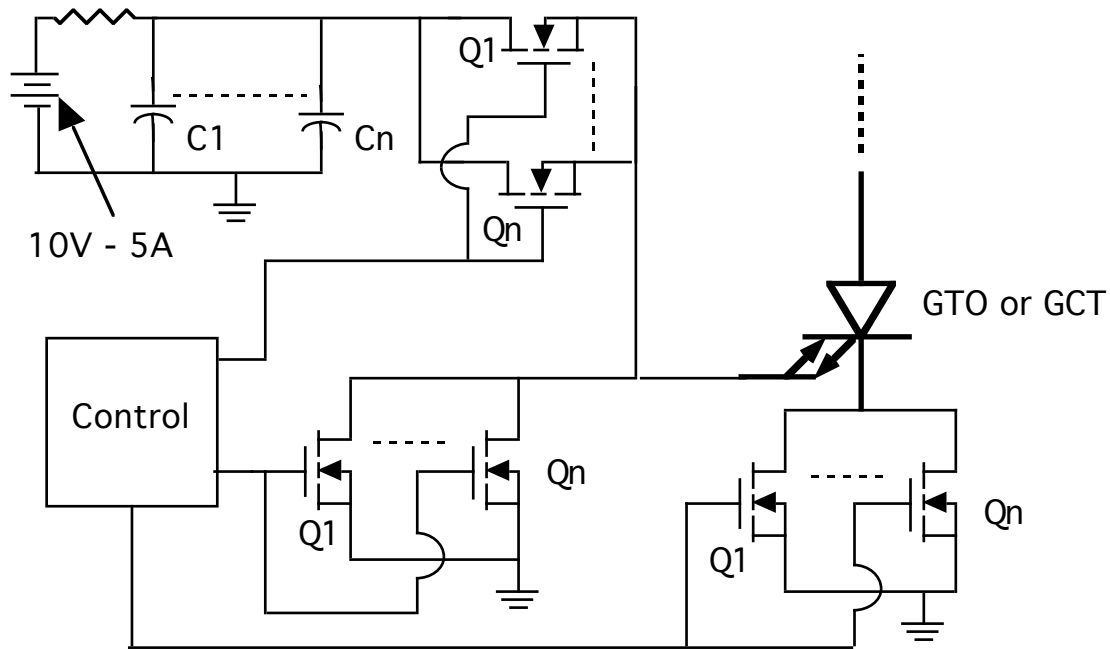 Q1
C1
Cn
Qn
10V - 5A
GTO or GCT
Control
Qn
Q1
Qn
Q1